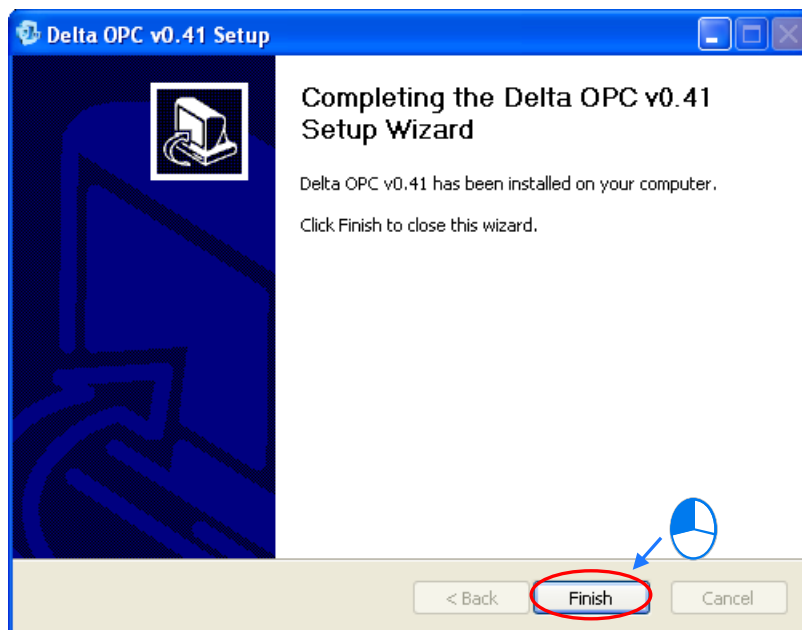 Delta OPC v0.41 Setup
Completing the Delta OPC v0.41
Setup Wizard
Delta OPC v0.41 has been installed on your computer.
Click Finish to close this wizard.
< Back
Finish
Cancel